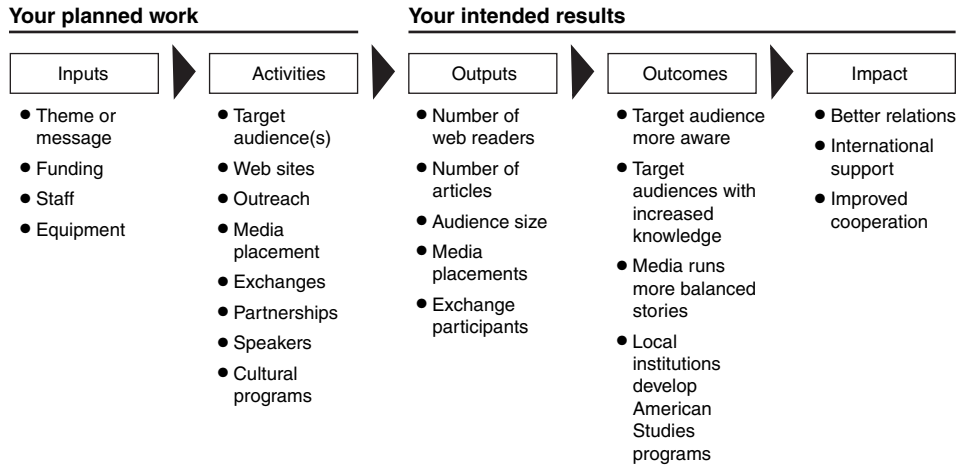 Your planned work
Your intended results
Inputs
Activities
Outputs
Outcomes
Impact
• Theme or
message
• Funding
• Staff
• Equipment
• Target
audience(s)
• Web sites
• Outreach
• Media
placement
• Exchanges
• Partnerships
• Speakers
• Cultural
programs
• Number of
web readers
• Number of
articles
• Audience size
• Media
placements
• Exchange
participants
• Target audience
more aware
• Target
audiences with
increased
knowledge
• Media runs
more balanced
stories
• Local
institutions
develop
American
Studies
programs
• Better relations
• International
support
• Improved
cooperation